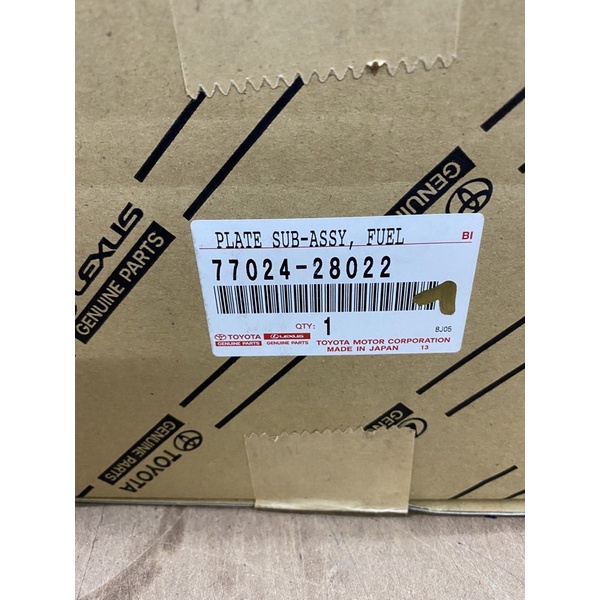 GENUINE
LEXUS
GENUINE PARTS
PLATE SUB-ASSY, FUEL
BI
77024-28022
QTY: 1
8J05
TOYOTA LEXUS TOYOTA MOTOR CORPORATION
GENUINE PARTS GENUINE PARTS MADE IN JAPAN 13
GENUINE PARTS
TOYOTA
GENUIN